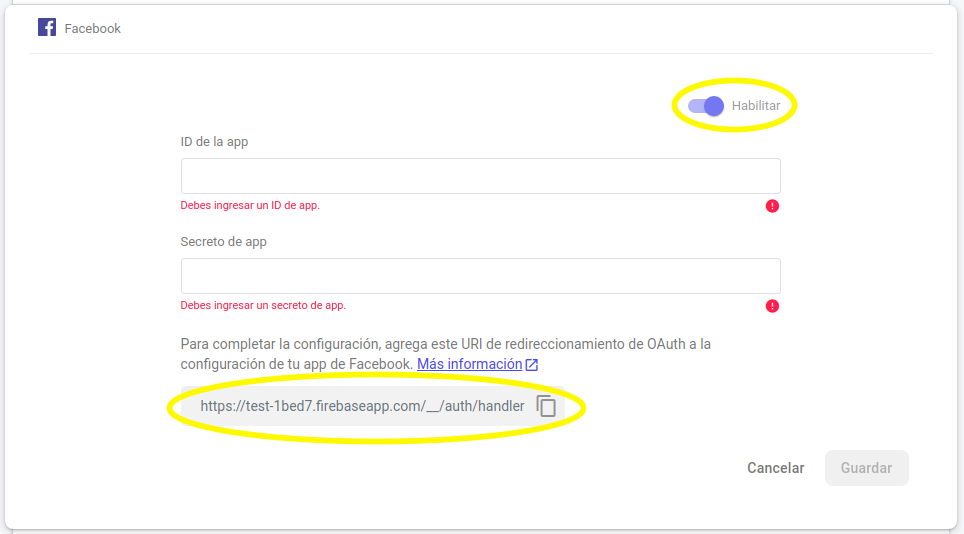 Facebook
Habilitar
ID de la app
Debes ingresar un ID de app.
Secreto de app
Debes ingresar un secreto de app.
Para completar la configuración, agrega este URI de redireccionamiento de OAuth a la
configuración de tu app de Facebook. Más información
https://test-1bed7.firebaseapp.com/__/auth/handler
Cancelar Guardar